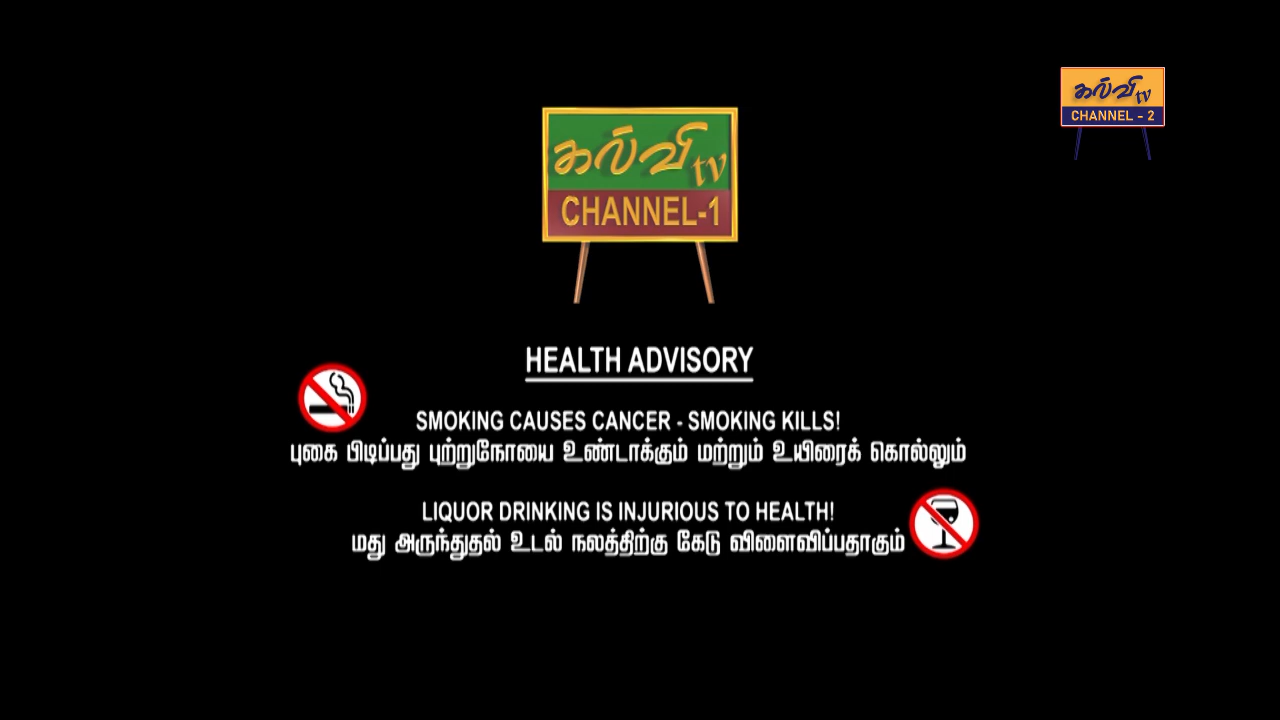 கல்வி tv
CHANNEL - 2
கல்வி tv
CHANNEL-1
HEALTH ADVISORY
SMOKING CAUSES CANCER - SMOKING KILLS!
புகை பிடிப்பது புற்றுநோயை உண்டாக்கும் மற்றும் உயிரைக் கொல்லும்
LIQUOR DRINKING IS INJURIOUS TO HEALTH!
மது அருந்துதல் உடல் நலத்திற்கு கேடு விளைவிப்பதாகும்